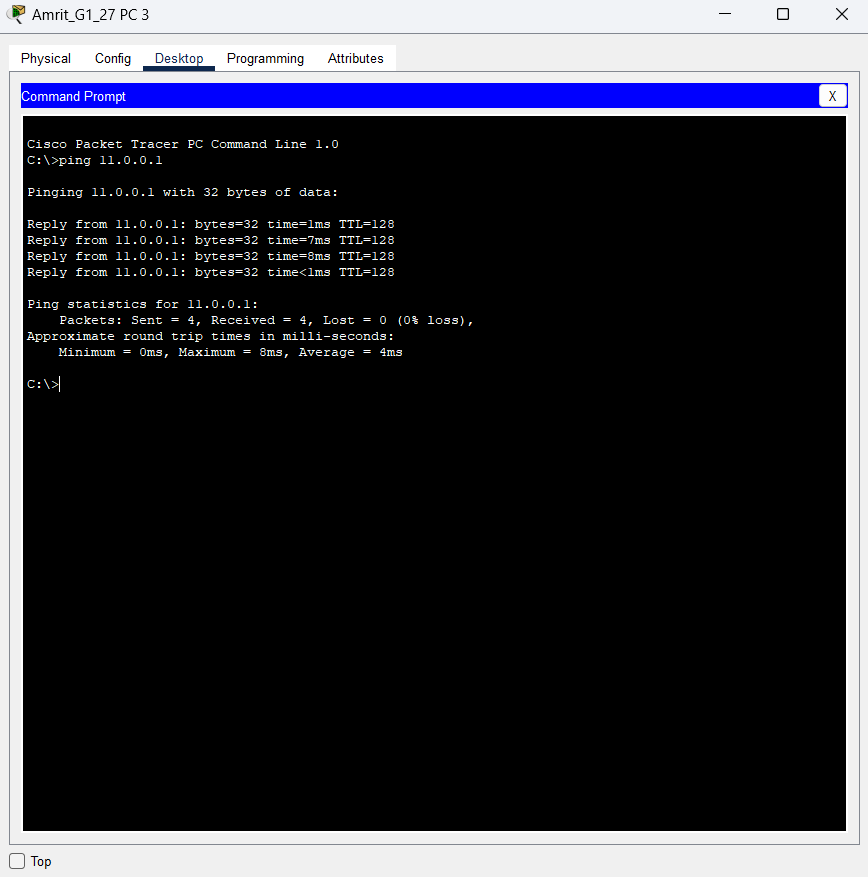 Amrit_G1_27 PC 3
Physical Config Desktop Programming Attributes
Command Prompt X
Cisco Packet Tracer PC Command Line 1.0
C:\>ping 11.0.0.1
Pinging 11.0.0.1 with 32 bytes of data:
Reply from 11.0.0.1: bytes=32 time=1ms TTL=128
Reply from 11.0.0.1: bytes=32 time=7ms TTL=128
Reply from 11.0.0.1: bytes=32 time=8ms TTL=128
Reply from 11.0.0.1: bytes=32 time<1ms TTL=128
Ping statistics for 11.0.0.1:
    Packets: Sent = 4, Received = 4, Lost = 0 (0% loss),
Approximate round trip times in milli-seconds:
    Minimum = 0ms, Maximum = 8ms, Average = 4ms
C:\>
Top